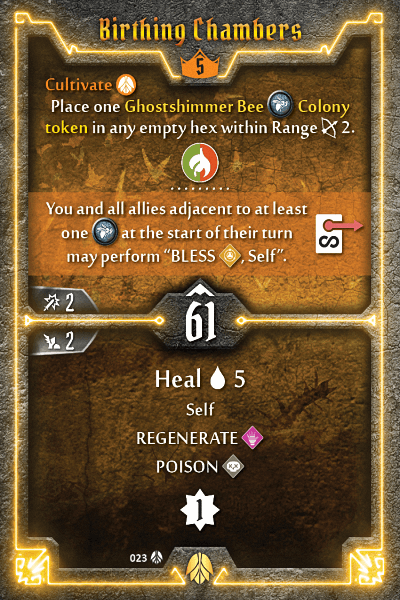 Birthing Chambers
5
Cultivate
Place one Ghostshimmer Bee Colony
token in any empty hex within Range 2.
You and all allies adjacent to at least
one at the start of their turn
may perform “BLESS , Self”.
2
61
2
Heal 5
Self
REGENERATE
POISON
1
023